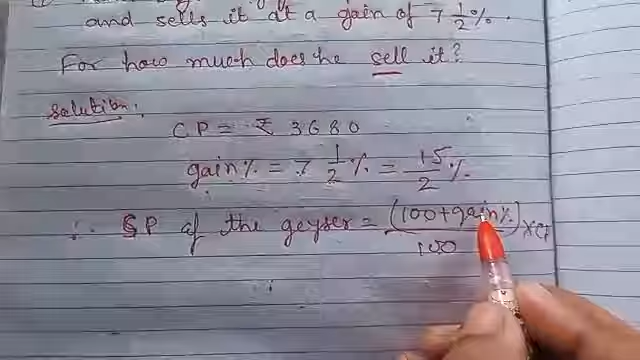 and sells it at a gain of 7 1/2 %.
For how much does he sell it?
Solution:
CP = ₹ 3680
gain% = 7 1/2 % = 15/2 %
∴ SP of the geyser = (100+gain%)/100 × CP